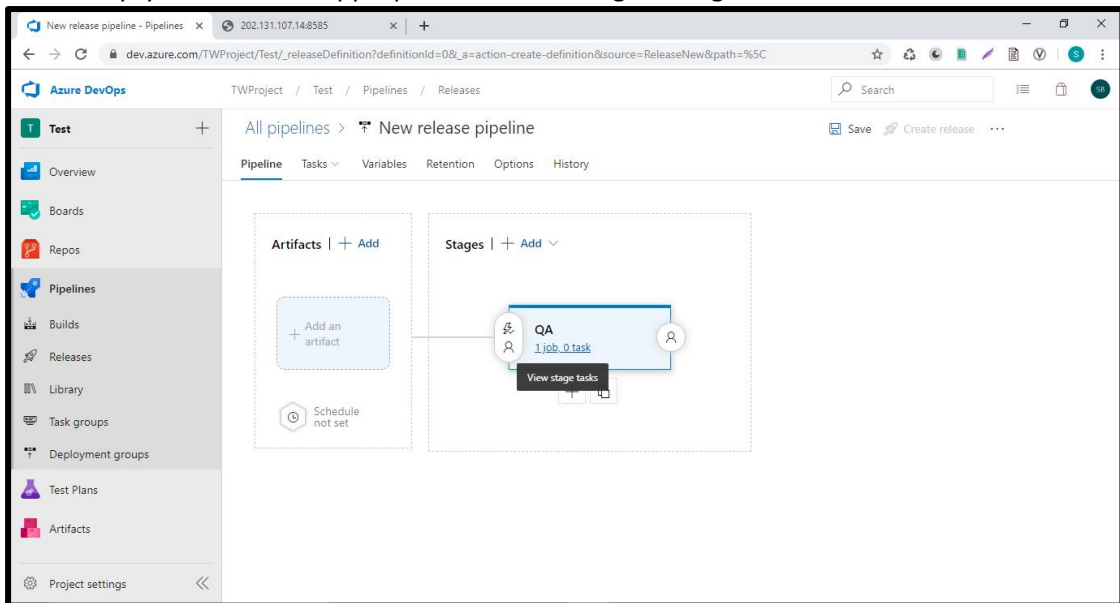 New release pipeline - Pipelines
202.131.107.14:8585
dev.azure.com/TWProject/Test/_releaseDefinition?definitionId=0&_a=action-create-definition&source=ReleaseNew&path=%5C
S
Azure DevOps
TWProject / Test / Pipelines / Releases
Search
SB
T Test
All pipelines > New release pipeline
Save Create release ...
Pipeline Tasks Variables Retention Options History
Overview
Boards
Repos
Pipelines
Builds
Releases
Library
Task groups
Deployment groups
Test Plans
Artifacts
Project settings
Artifacts | + Add
Add an
artifact
Schedule
not set
Stages | + Add
QA
1 job, 0 task
View stage tasks